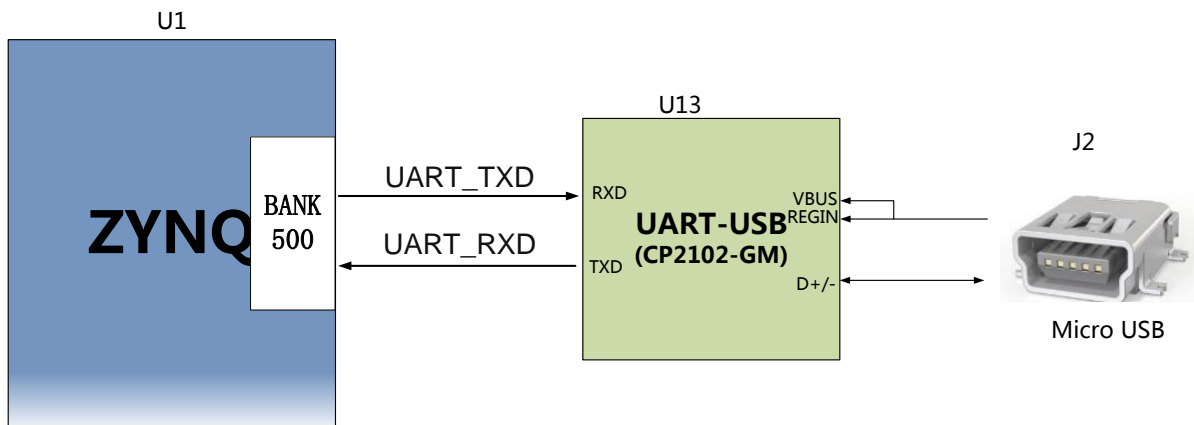 U1
U13
J2
ZYNQ
BANK
500
UART_TXD
UART_RXD
RXD
TXD
UART-USB
(CP2102-GM)
VBUS
REGIN
D+/-
Micro USB